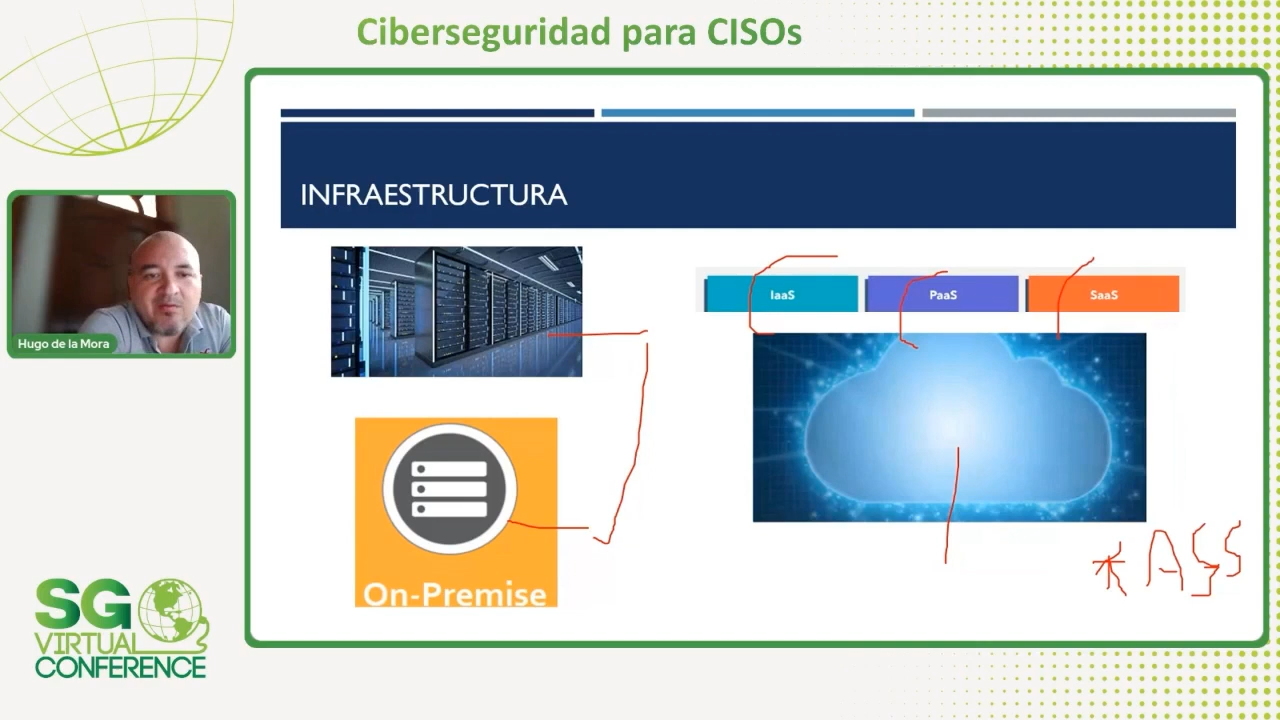 Ciberseguridad para CISOs
INFRAESTRUCTURA
Hugo de la Mora
IaaS
PaaS
SaaS
On-Premise
*ASS
SG
VIRTUAL
CONFERENCE